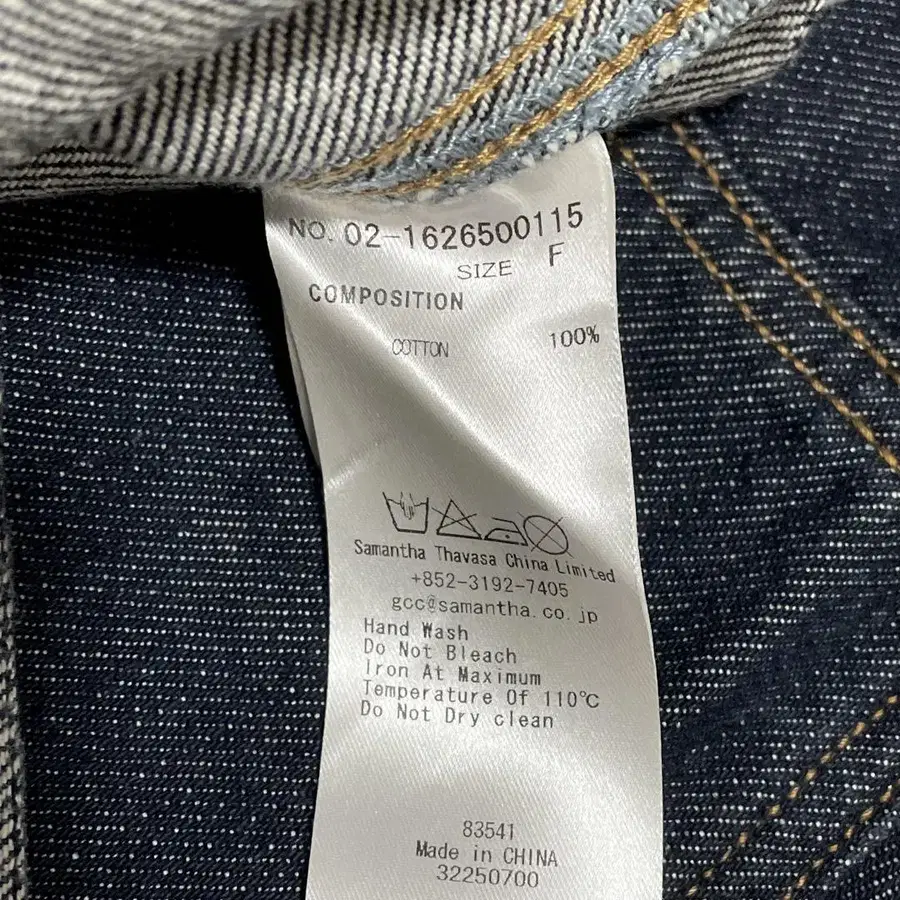 NO. 02-1626500115
SIZE F
COMPOSITION
COTTON 100%
Samantha Thavasa China Limited
+852-3192-7405
gcc@samantha.co.jp
Hand Wash
Do Not Bleach
Iron At Maximum
Temperature Of 110℃
Do Not Dry clean
83541
Made in CHINA
32250700